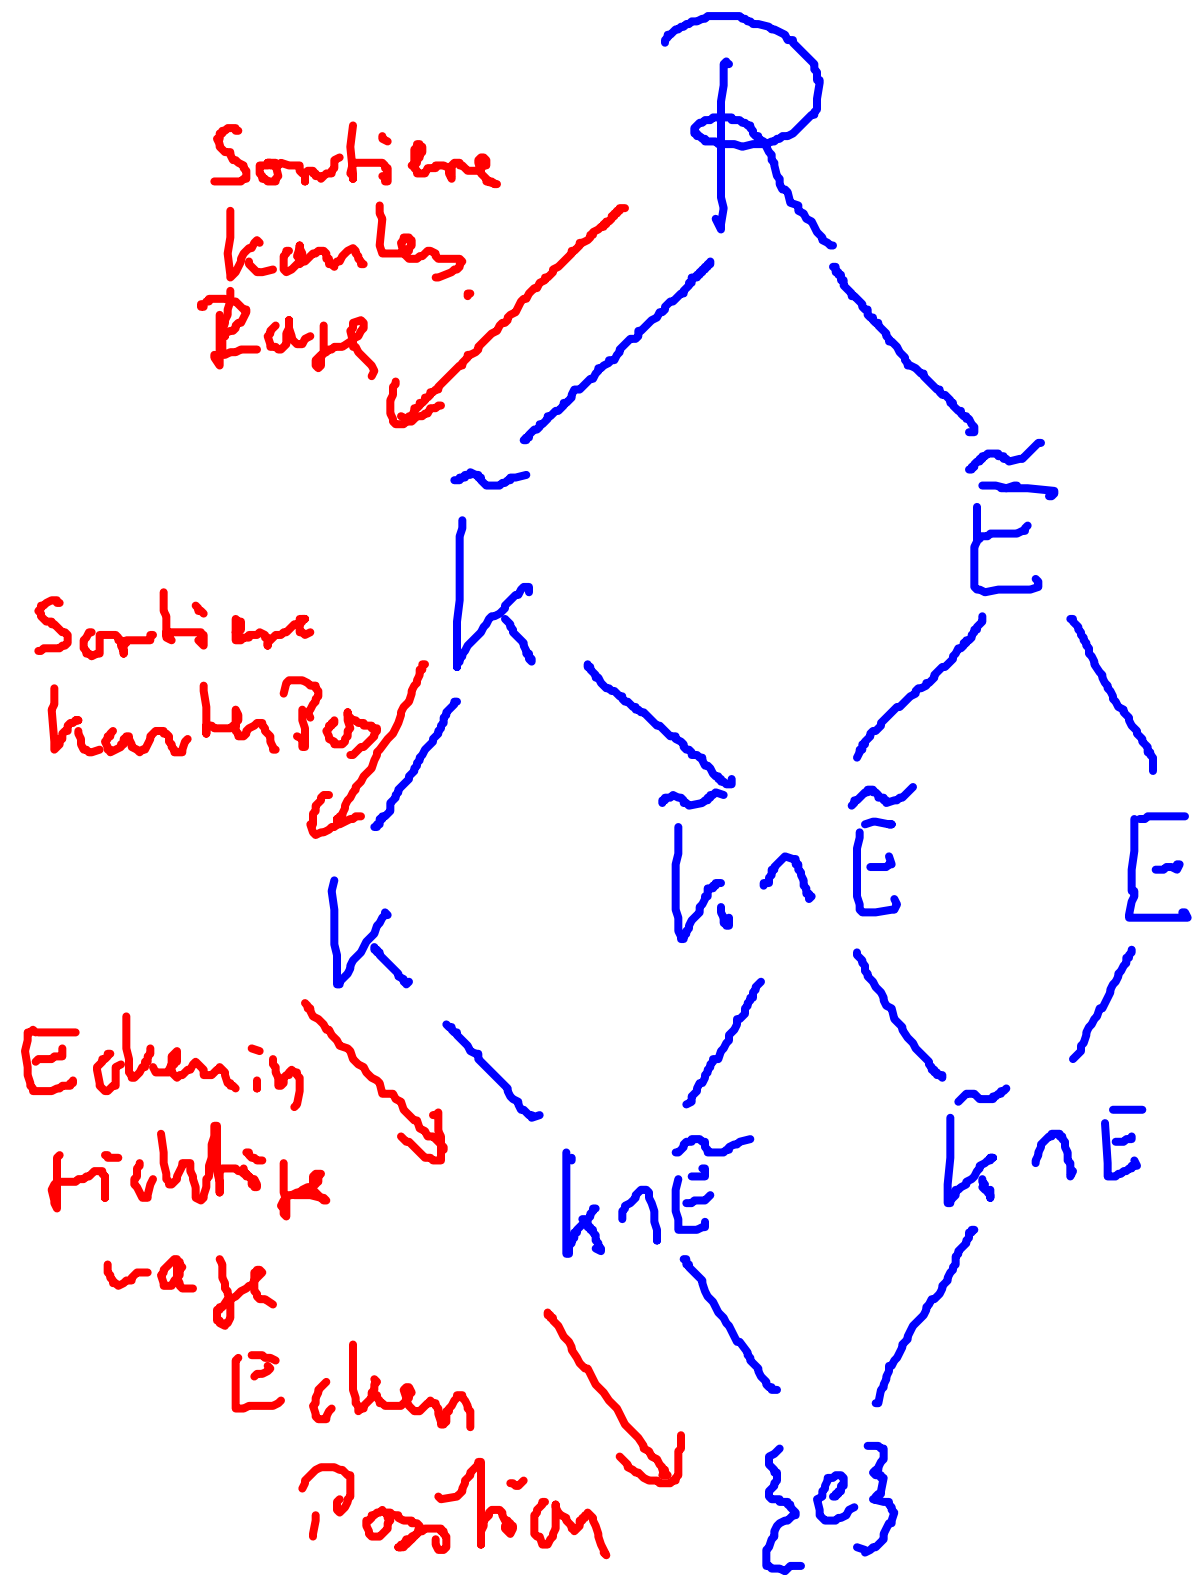 R
Sortiere
kanten
Lage
k̃
Ẽ
Sortiere
kantenPos
k
k̃ ∩ Ẽ
E
Ecken in
richtige
Lage
k ∩ Ẽ
k̃ ∩ E
Ecken
Position
{e}